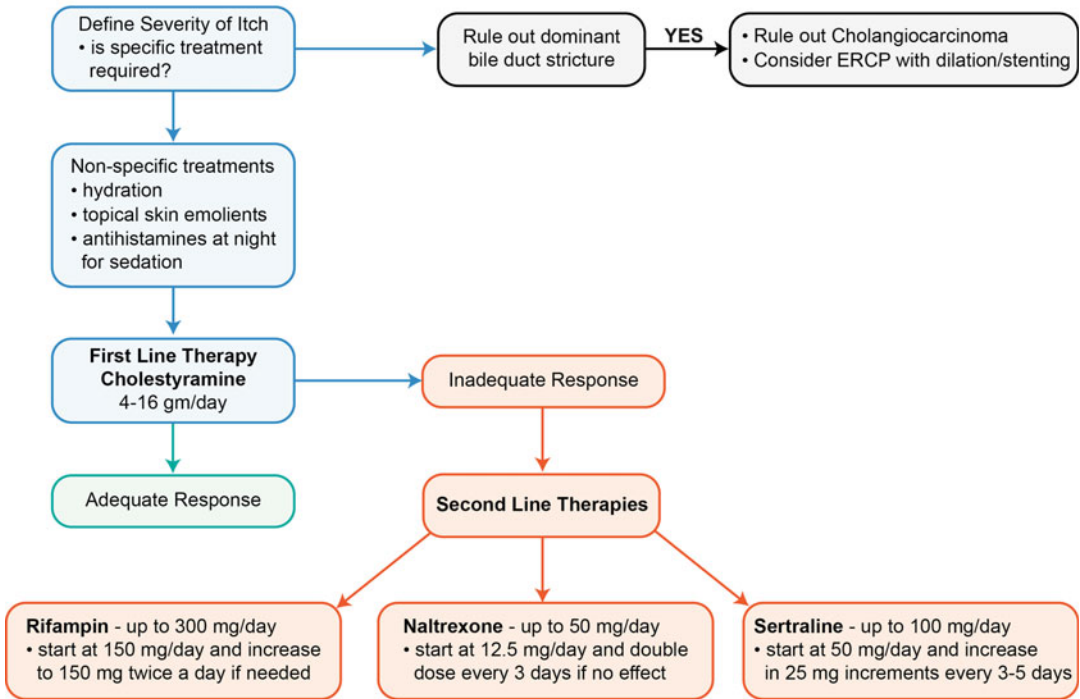 Define Severity of Itch
• is specific treatment
required?
Rule out dominant
bile duct stricture
YES
• Rule out Cholangiocarcinoma
• Consider ERCP with dilation/stenting
Non-specific treatments
• hydration
• topical skin emolients
• antihistamines at night
for sedation
First Line Therapy
Cholestyramine
4-16 gm/day
Inadequate Response
Adequate Response
Second Line Therapies
Rifampin - up to 300 mg/day
• start at 150 mg/day and increase
to 150 mg twice a day if needed
Naltrexone - up to 50 mg/day
• start at 12.5 mg/day and double
dose every 3 days if no effect
Sertraline - up to 100 mg/day
• start at 50 mg/day and increase
in 25 mg increments every 3-5 days